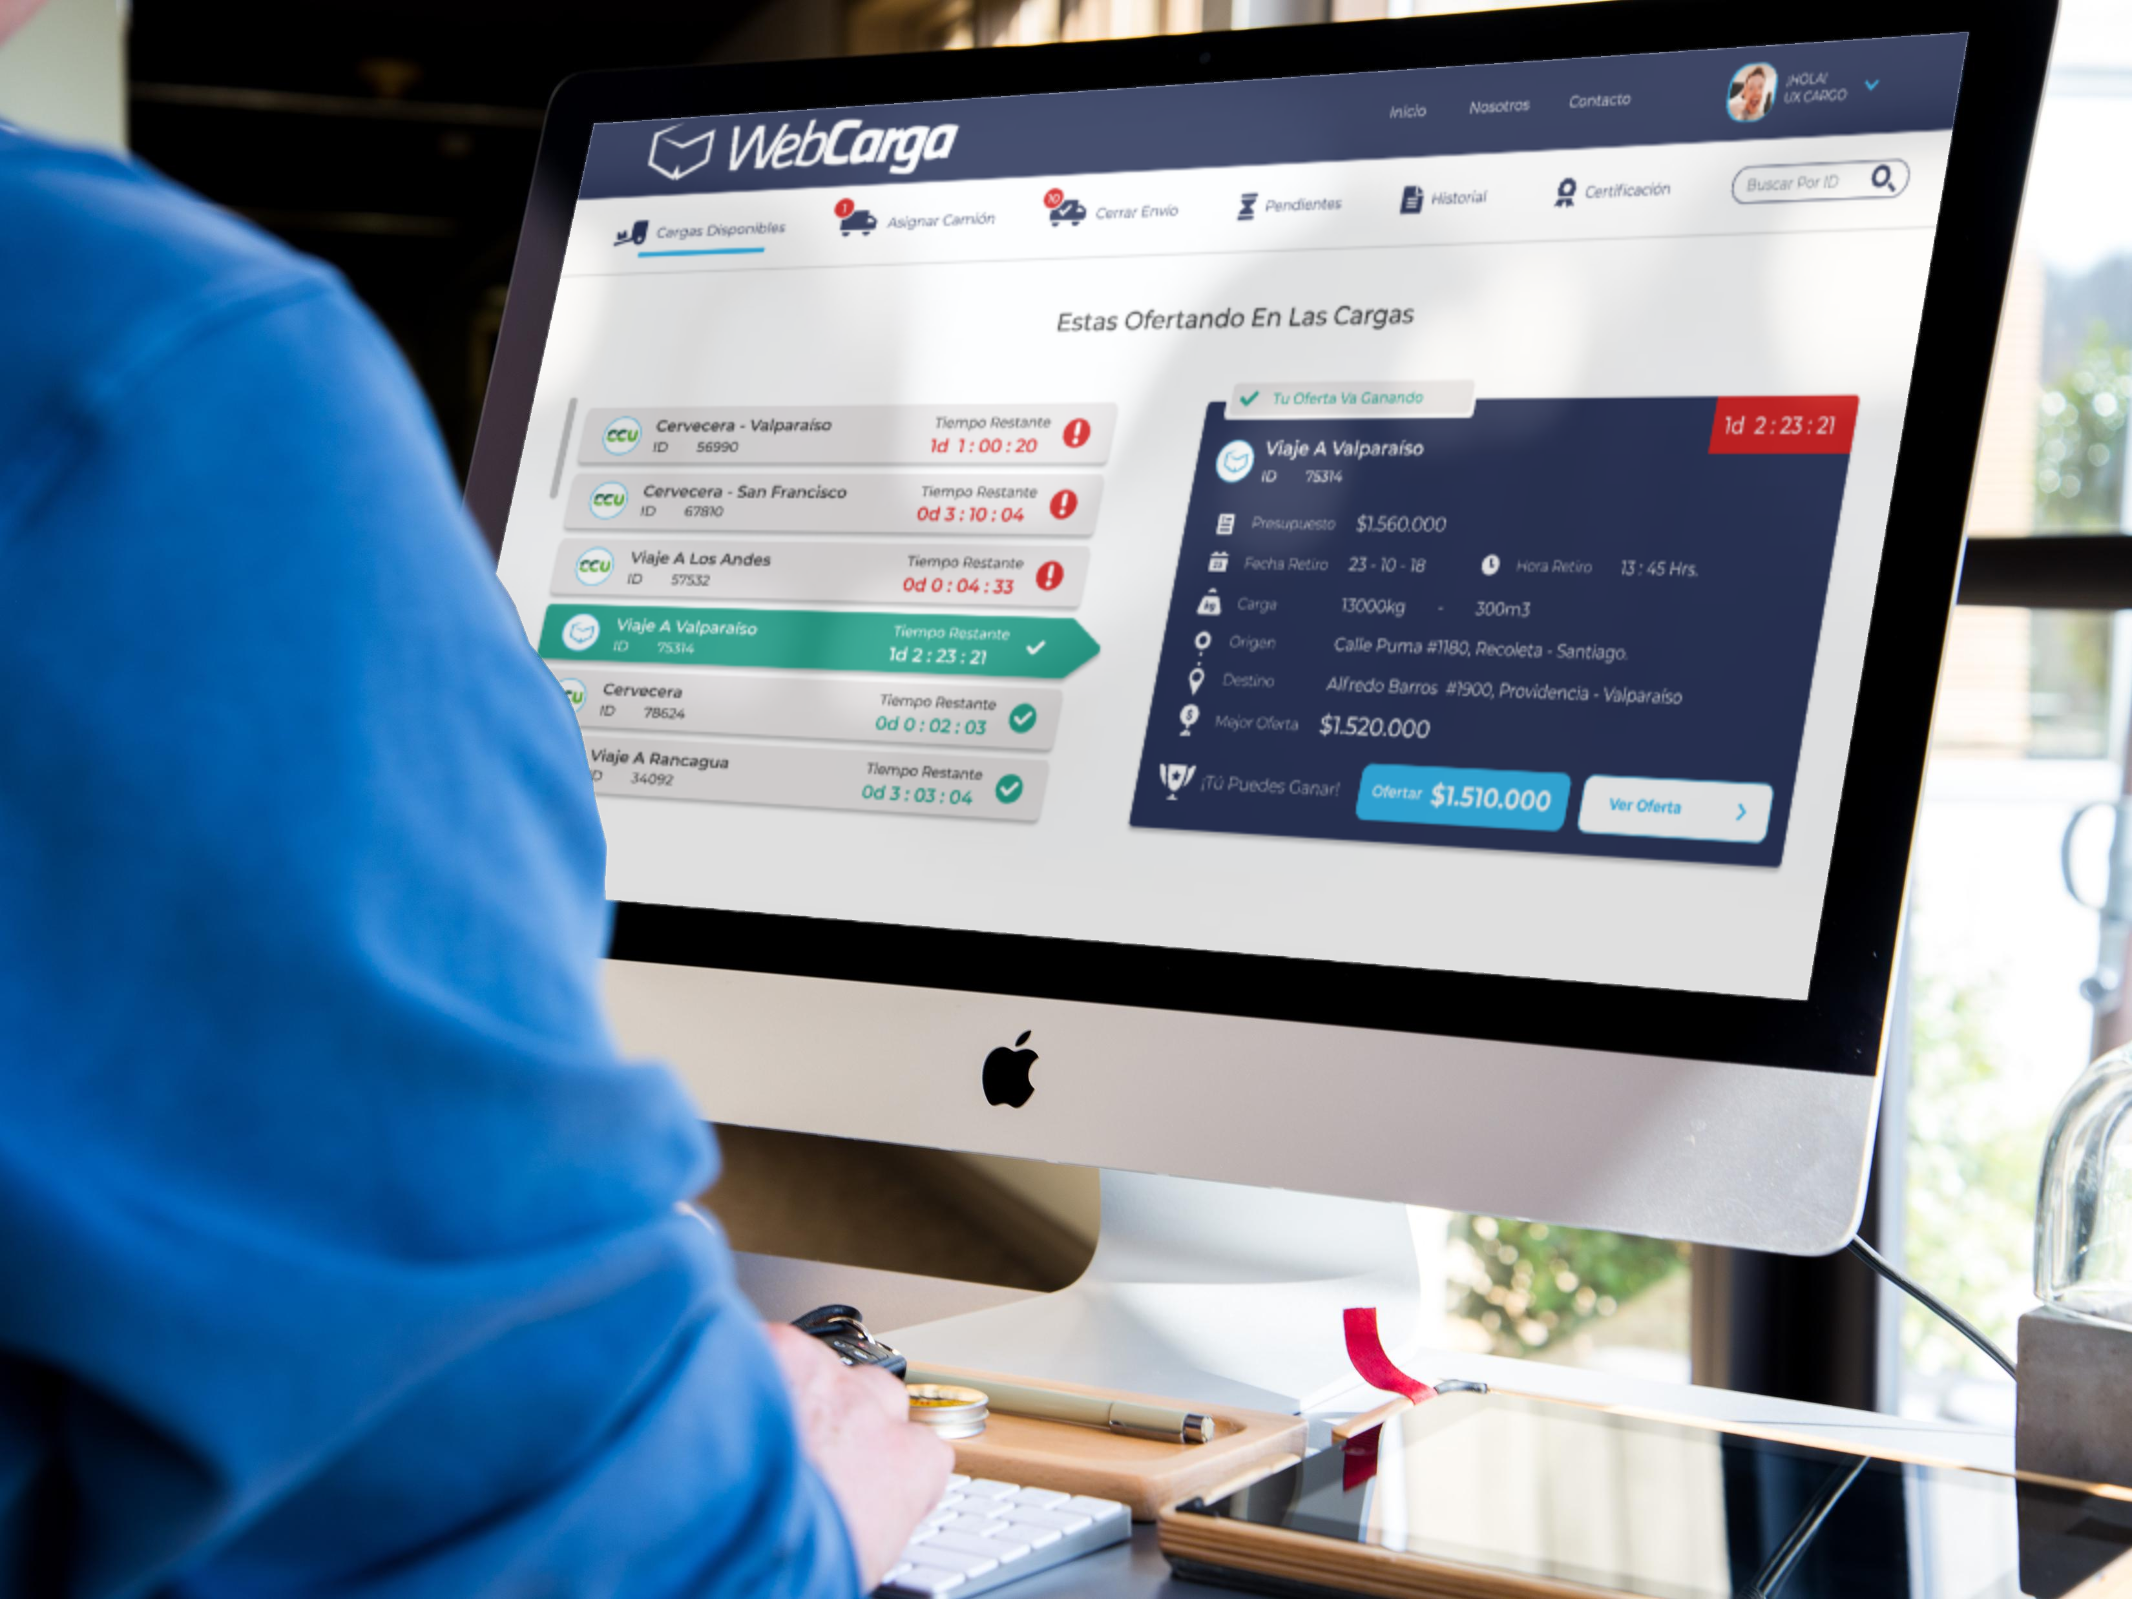 WebCarga
Inicio
Nosotros
Contacto
¡HOLA!
UX CARGO
Cargas Disponibles
1
Asignar Camión
10
Cerrar Envío
Pendientes
Historial
Certificación
Buscar Por ID
Estas Ofertando En Las Cargas
CCU
Cervecera - Valparaíso
ID 56990
Tiempo Restante
1d 1 : 00 : 20
CCU
Cervecera - San Francisco
ID 67810
Tiempo Restante
0d 3 : 10 : 04
CCU
Viaje A Los Andes
ID 57532
Tiempo Restante
0d 0 : 04 : 33
Viaje A Valparaíso
ID 75314
Tiempo Restante
1d 2 : 23 : 21
CU
Cervecera
ID 78624
Tiempo Restante
0d 0 : 02 : 03
Viaje A Rancagua
D 34092
Tiempo Restante
0d 3 : 03 : 04
Tu Oferta Va Ganando
1d 2 : 23 : 21
Viaje A Valparaíso
ID 75314
Presupuesto $1.560.000
Fecha Retiro 23 - 10 - 18 Hora Retiro 13 : 45 Hrs.
kg Carga 13000kg - 300m3
Origen Calle Puma #1180, Recoleta - Santiago.
Destino Alfredo Barros #1900, Providencia - Valparaíso
$ Mejor Oferta $1.520.000
¡Tú Puedes Ganar! Ofertar $1.510.000 Ver Oferta